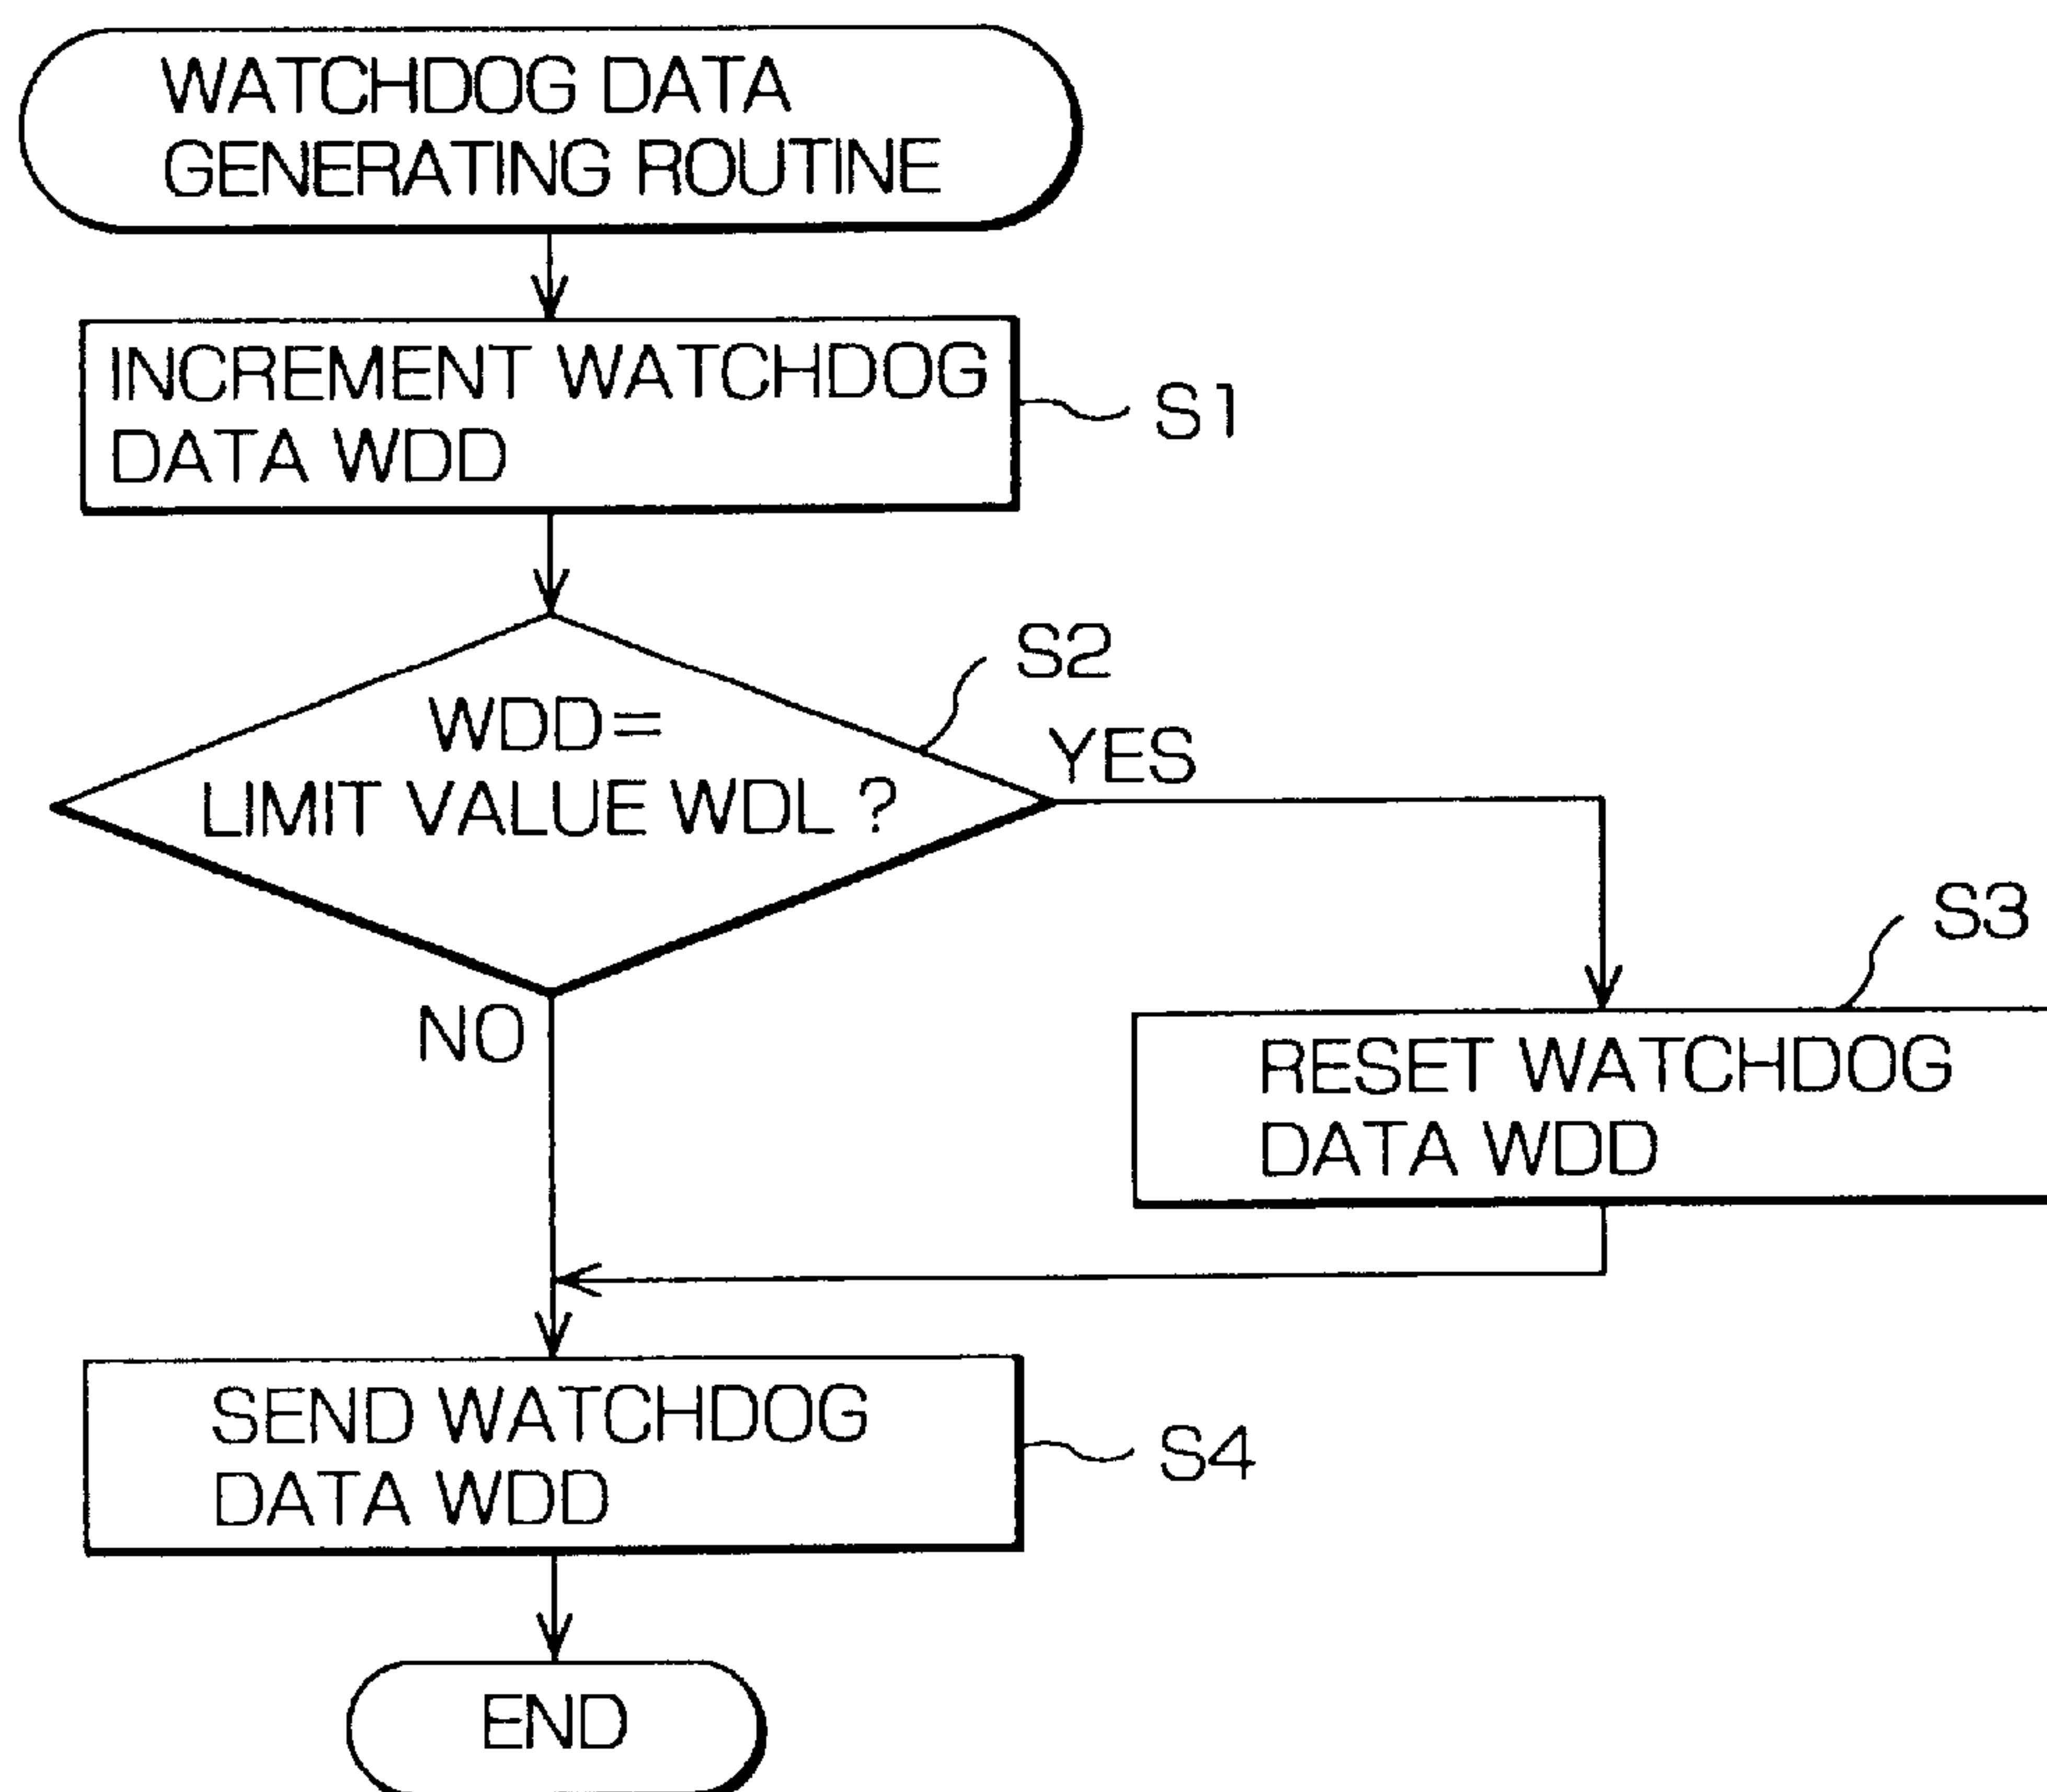 WATCHDOG DATA
GENERATING ROUTINE
INCREMENT WATCHDOG
DATA WDD
S1
S2
WDD=
LIMIT VALUE WDL ?
YES
NO
S3
RESET WATCHDOG
DATA WDD
SEND WATCHDOG
DATA WDD
S4
END